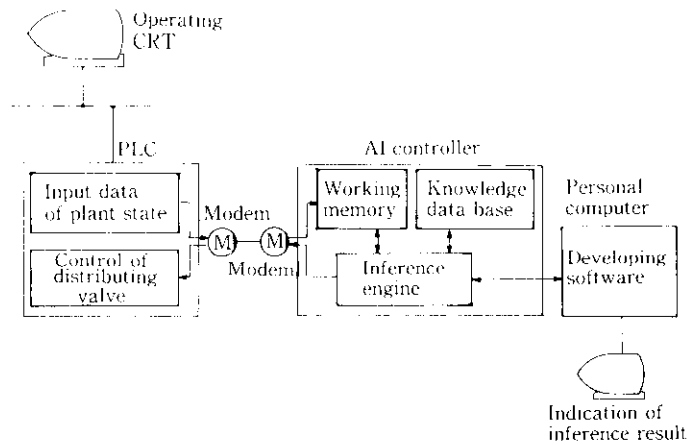 Operating
CRT
PLC
AI controller
Input data
of plant state
Modem
M
M
Modem
Control of
distributing
valve
Working
memory
Knowledge
data base
Inference
engine
Personal
computer
Developing
software
Indication of
inference result